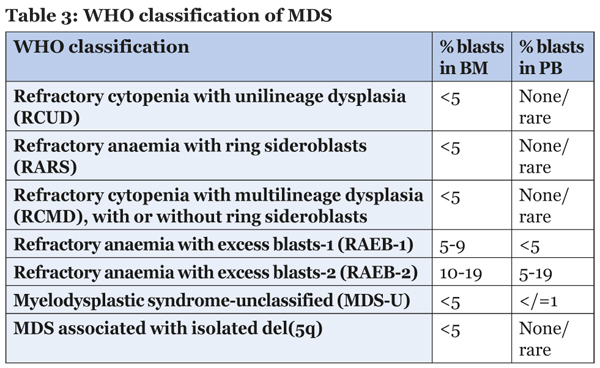 Table 3: WHO classification of MDS
WHO classification % blasts in BM % blasts in PB
Refractory cytopenia with unilineage dysplasia (RCUD) <5 None/rare
Refractory anaemia with ring sideroblasts (RARS) <5 None/rare
Refractory cytopenia with multilineage dysplasia (RCMD), with or without ring sideroblasts <5 None/rare
Refractory anaemia with excess blasts-1 (RAEB-1) 5-9 <5
Refractory anaemia with excess blasts-2 (RAEB-2) 10-19 5-19
Myelodysplastic syndrome-unclassified (MDS-U) <5 </=1
MDS associated with isolated del(5q) <5 None/rare